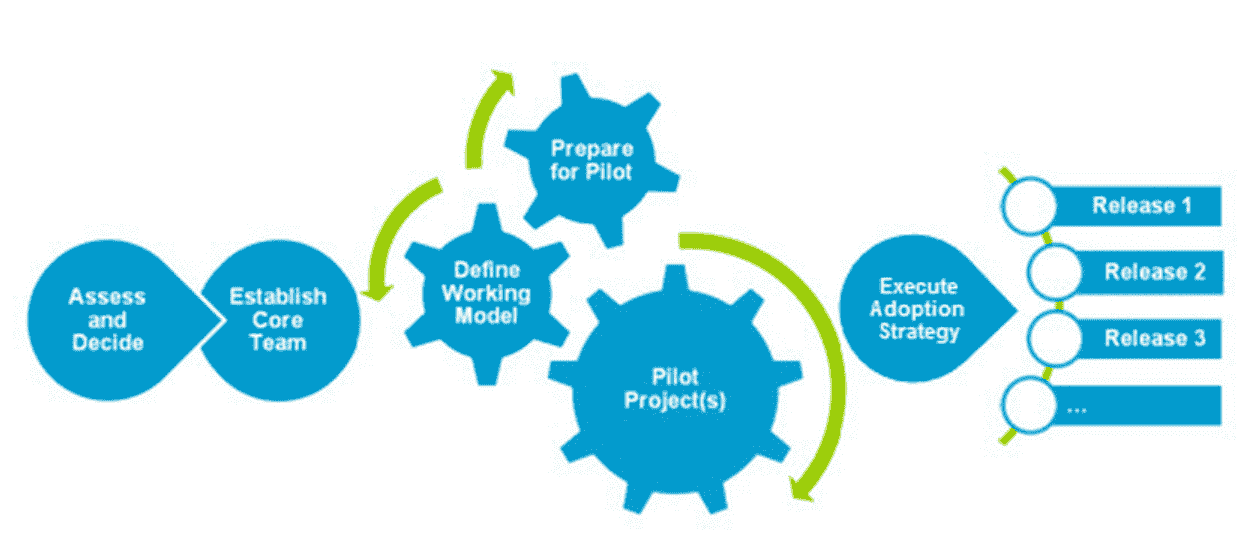 Assess
and
Decide
Establish
Core
Team
Define
Working
Model
Prepare
for Pilot
Pilot
Project(s)
Execute
Adoption
Strategy
Release 1
Release 2
Release 3
...